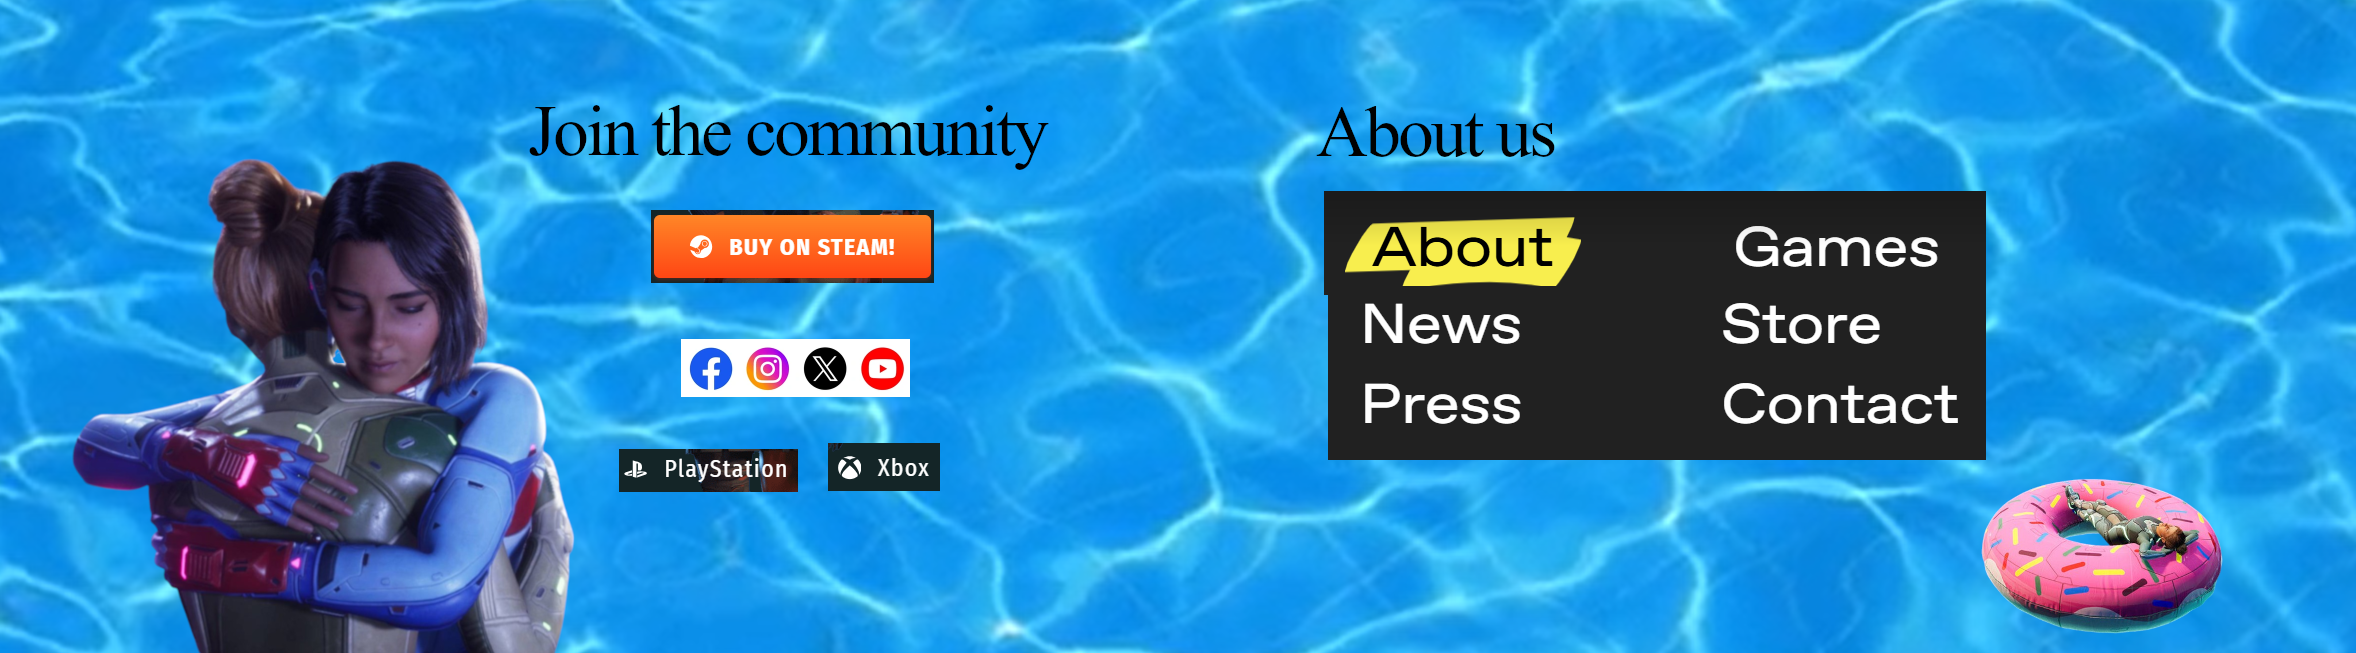 Join the community
BUY ON STEAM!
PlayStation
Xbox
About us
About
Games
News
Store
Press
Contact